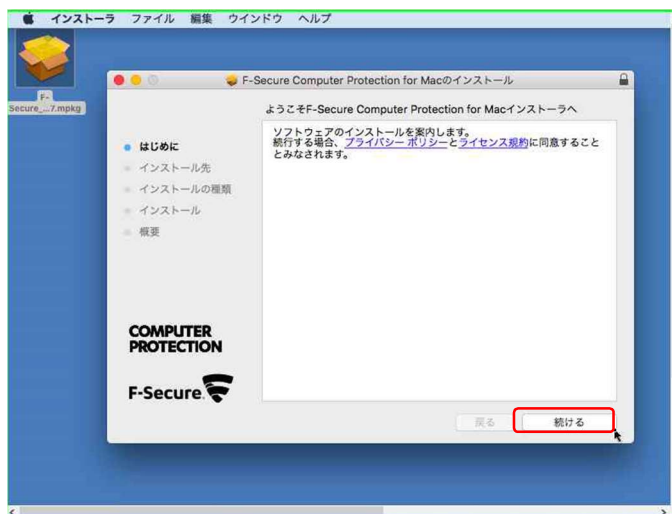 インストーラ ファイル 編集 ウインドウ ヘルプ
F-
Secure_...7.mpkg
F-Secure Computer Protection for Macのインストール
ようこそF-Secure Computer Protection for Macインストーラへ
はじめに
インストール先
インストールの種類
インストール
概要
ソフトウェアのインストールを案内します。
続行する場合、プライバシー ポリシーとライセンス規約に同意すること
とみなされます。
COMPUTER
PROTECTION
F-Secure.
戻る 続ける